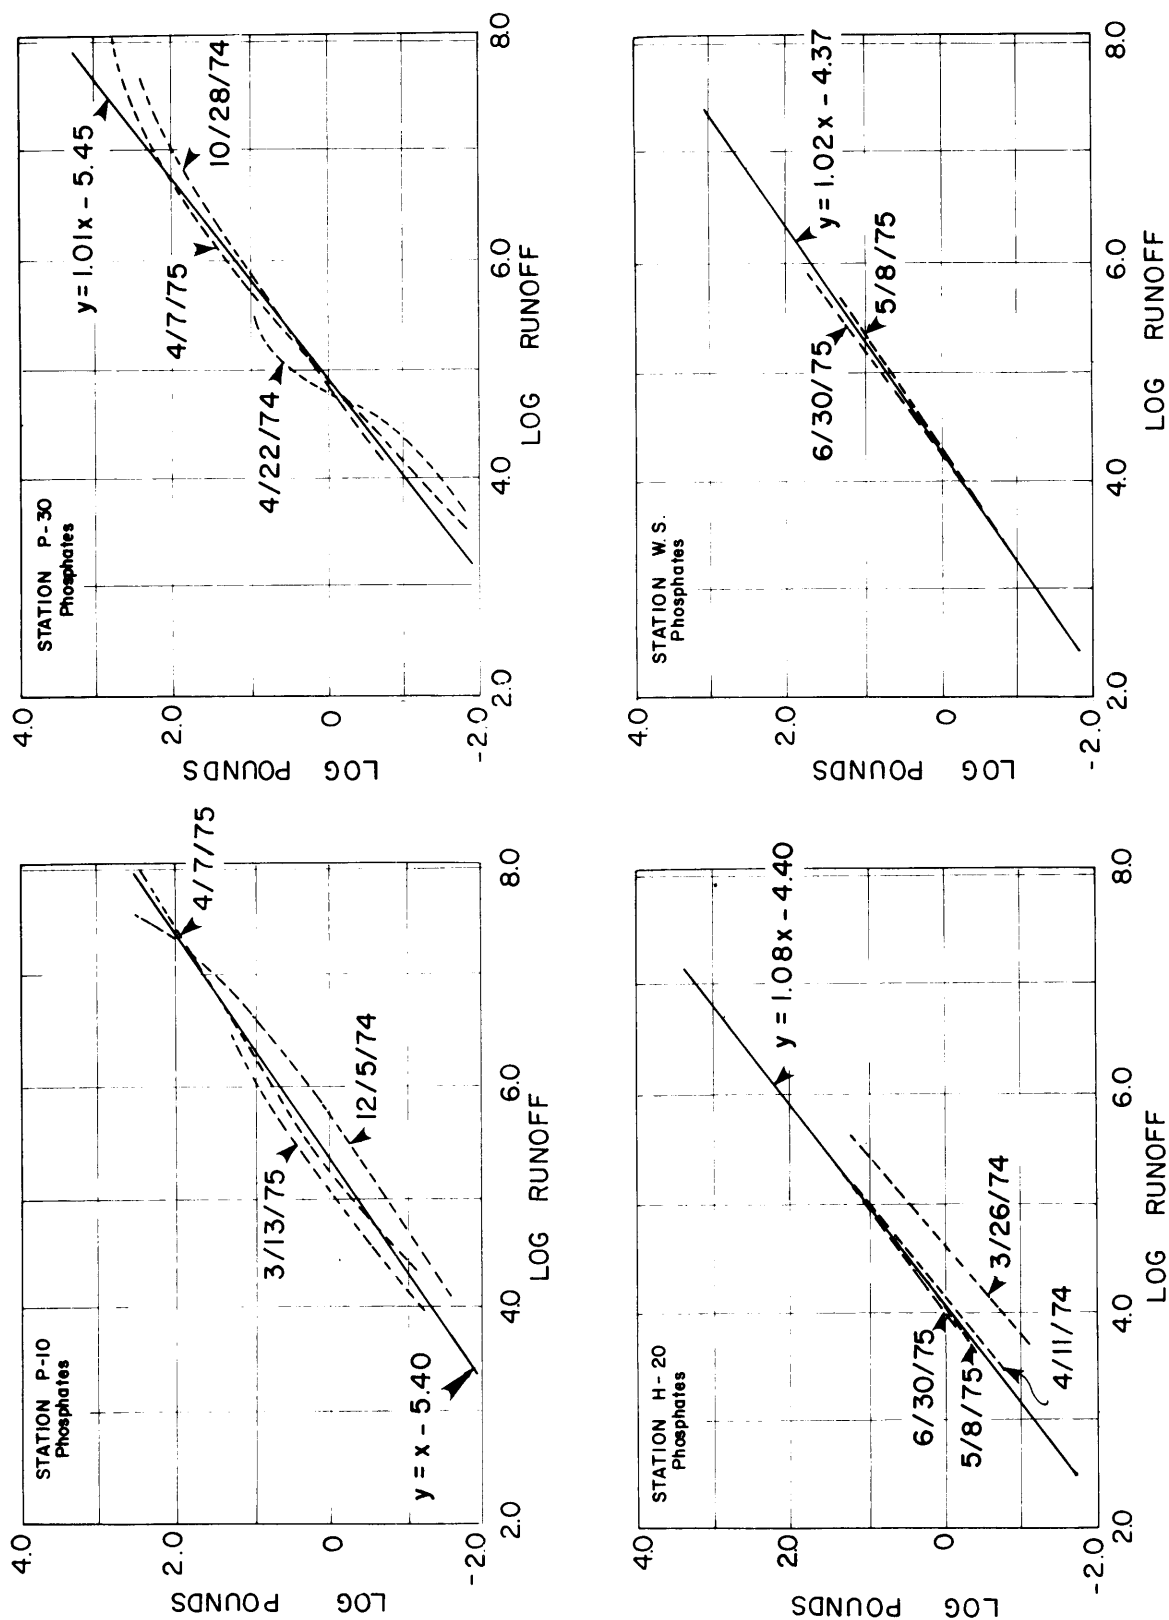 STATION P-10
Phosphates
4.0
2.0
0
-2.0
LOG POUNDS
2.0
4.0
6.0
8.0
LOG RUNOFF
y = x - 5.40
3/13/75
12/5/74
4/7/75
STATION P-30
Phosphates
4.0
2.0
0
-2.0
LOG POUNDS
2.0
4.0
6.0
8.0
LOG RUNOFF
4/22/74
4/7/75
y = 1.01x - 5.45
10/28/74
STATION H-20
Phosphates
2.0
0
-2.0
LOG POUNDS
2.0
4.0
6.0
8.0
LOG RUNOFF
6/30/75
5/8/75
4/11/74
3/26/74
y = 1.08x - 4.40
STATION W.S.
Phosphates
4.0
2.0
0
-2.0
LOG POUNDS
2.0
4.0
6.0
8.0
LOG RUNOFF
6/30/75
5/8/75
y = 1.02x - 4.37